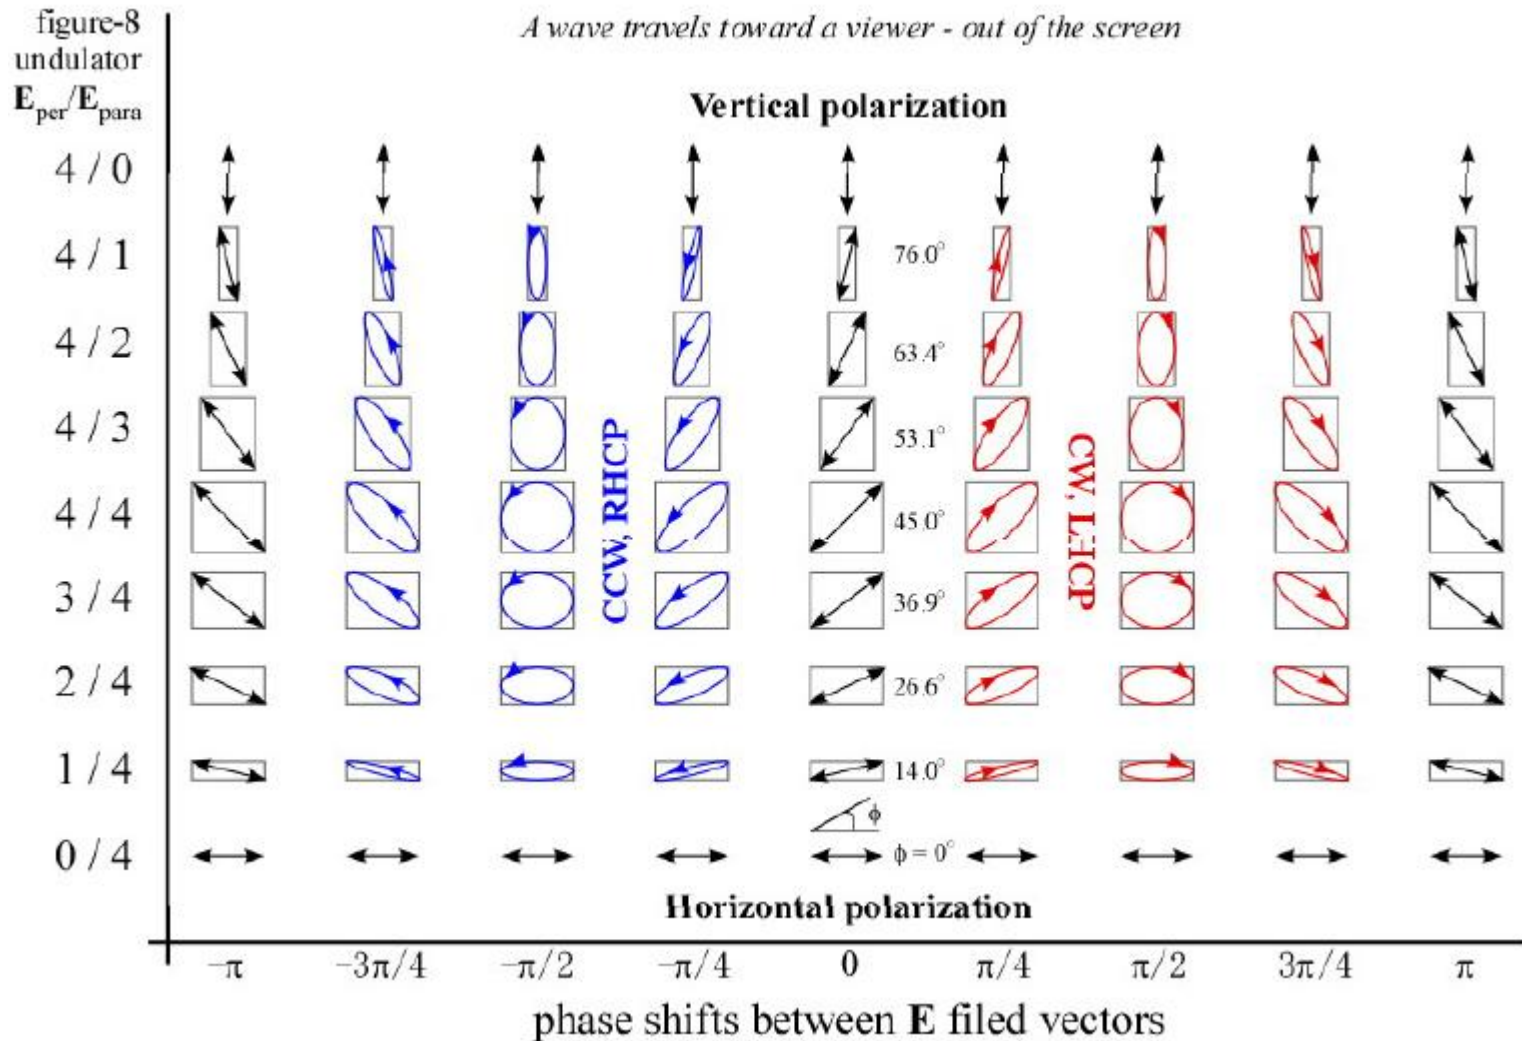 figure-8
undulator
E_per/E_para
A wave travels toward a viewer - out of the screen
Vertical polarization
4 / 0
4 / 1
76.0°
4 / 2
63.4°
4 / 3
53.1°
4 / 4
45.0°
3 / 4
36.9°
2 / 4
26.6°
1 / 4
14.0°
ϕ
0 / 4
ϕ = 0°
CCW, RHCP
CW, LHCP
Horizontal polarization
−π −3π/4 −π/2 −π/4 0 π/4 π/2 3π/4 π
phase shifts between E filed vectors